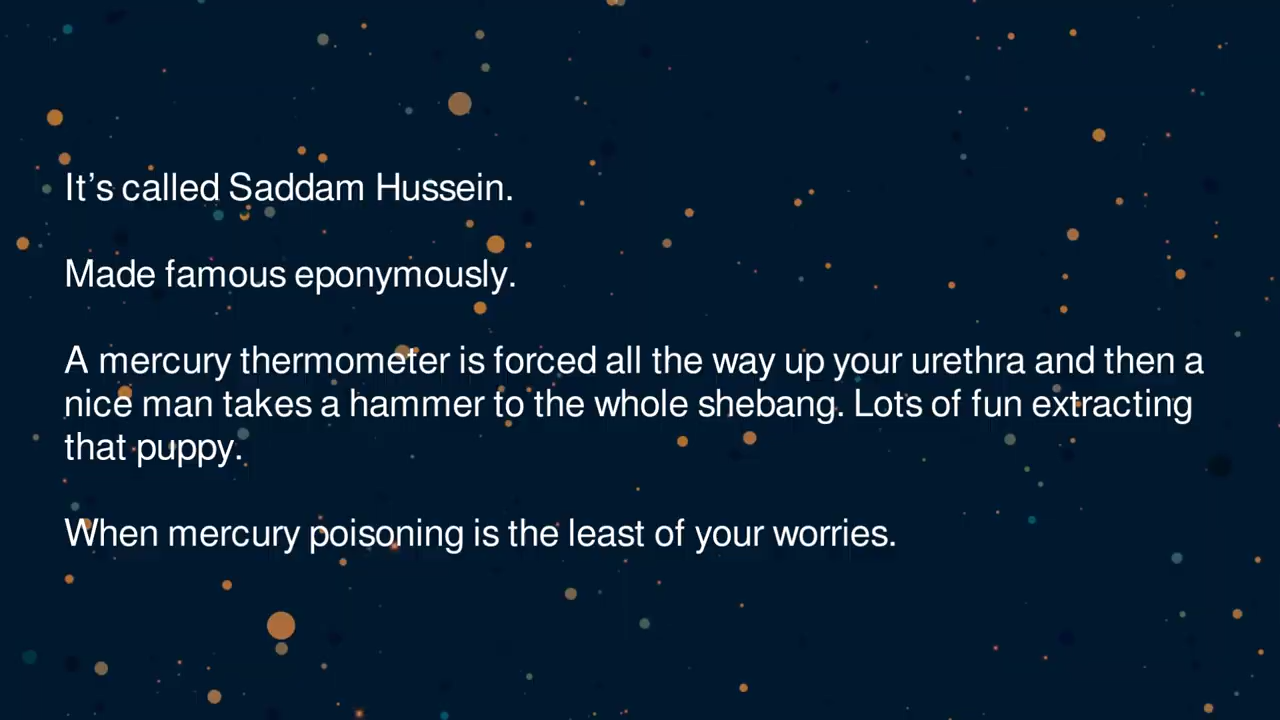 It’s called Saddam Hussein.
Made famous eponymously.
A mercury thermometer is forced all the way up your urethra and then a
nice man takes a hammer to the whole shebang. Lots of fun extracting
that puppy.
When mercury poisoning is the least of your worries.